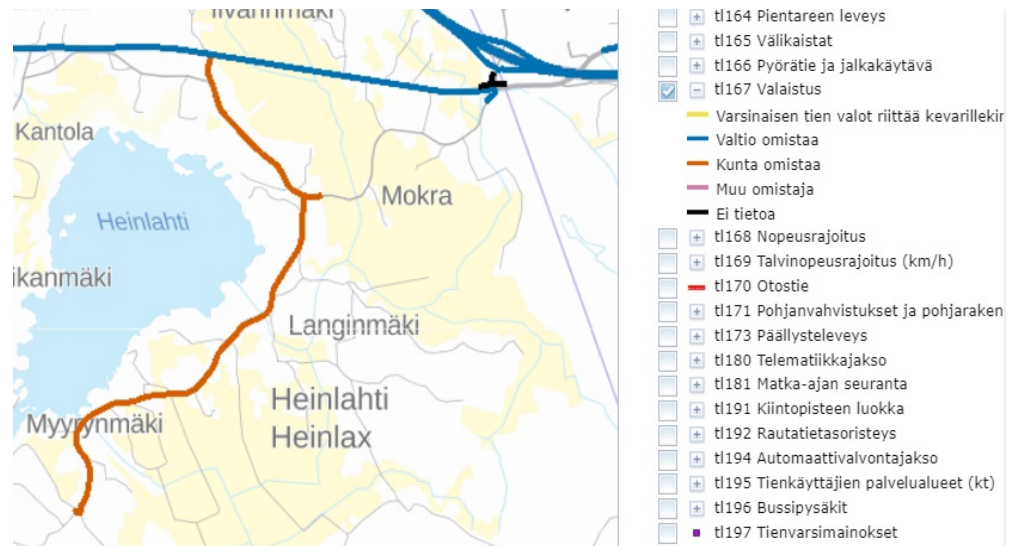 Kantola
Heinlahti
Mokra
ikanmäki
Langinmäki
Heinlahti
Heinlax
Myyrynmäki
tl164 Pientareen leveys
tl165 Välikaistat
tl166 Pyörätie ja jalkakäytävä
tl167 Valaistus
Varsinaisen tien valot riittää kevarillekin
Valtio omistaa
Kunta omistaa
Muu omistaja
Ei tietoa
tl168 Nopeusrajoitus
tl169 Talvinopeusrajoitus (km/h)
tl170 Otostie
tl171 Pohjanvahvistukset ja pohjaraken
tl173 Päällysteleveys
tl180 Telematiikkajakso
tl181 Matka-ajan seuranta
tl191 Kiintopisteen luokka
tl192 Rautatietasoristeys
tl194 Automaattivalvontajakso
tl195 Tienkäyttäjien palvelualueet (kt)
tl196 Bussipysäkit
tl197 Tienvarsimainokset